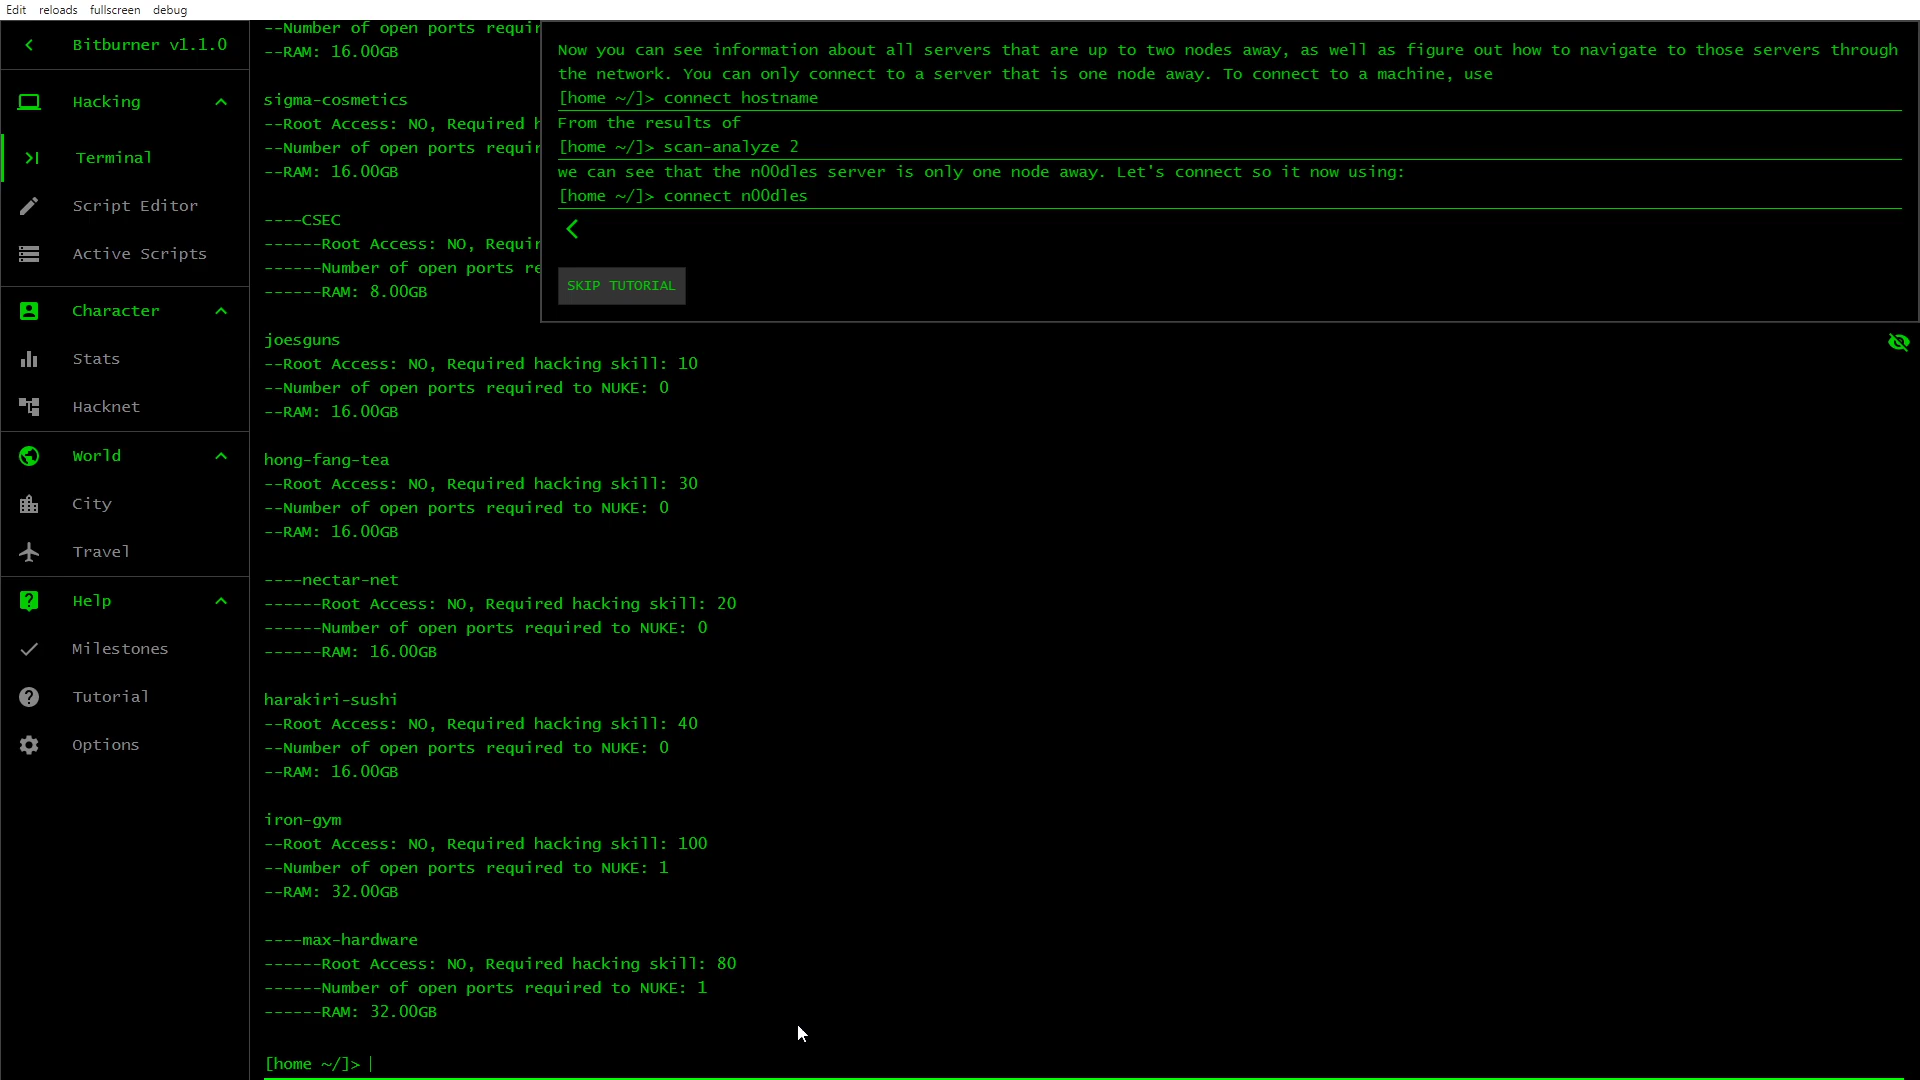 Edit reloads fullscreen debug
Bitburner v1.1.0
Hacking
Terminal
Script Editor
Active Scripts
Character
Stats
Hacknet
World
City
Travel
Help
Milestones
Tutorial
Options
--Number of open ports requir
--RAM: 16.00GB
sigma-cosmetics
--Root Access: NO, Required h
--Number of open ports requir
--RAM: 16.00GB
----CSEC
------Root Access: NO, Requir
------Number of open ports re
------RAM: 8.00GB
joesguns
--Root Access: NO, Required hacking skill: 10
--Number of open ports required to NUKE: 0
--RAM: 16.00GB
hong-fang-tea
--Root Access: NO, Required hacking skill: 30
--Number of open ports required to NUKE: 0
--RAM: 16.00GB
----nectar-net
------Root Access: NO, Required hacking skill: 20
------Number of open ports required to NUKE: 0
------RAM: 16.00GB
harakiri-sushi
--Root Access: NO, Required hacking skill: 40
--Number of open ports required to NUKE: 0
--RAM: 16.00GB
iron-gym
--Root Access: NO, Required hacking skill: 100
--Number of open ports required to NUKE: 1
--RAM: 32.00GB
----max-hardware
------Root Access: NO, Required hacking skill: 80
------Number of open ports required to NUKE: 1
------RAM: 32.00GB
[home ~/]>
Now you can see information about all servers that are up to two nodes away, as well as figure out how to navigate to those servers through
the network. You can only connect to a server that is one node away. To connect to a machine, use
[home ~/]> connect hostname
From the results of
[home ~/]> scan-analyze 2
we can see that the n00dles server is only one node away. Let's connect so it now using:
[home ~/]> connect n00dles
SKIP TUTORIAL